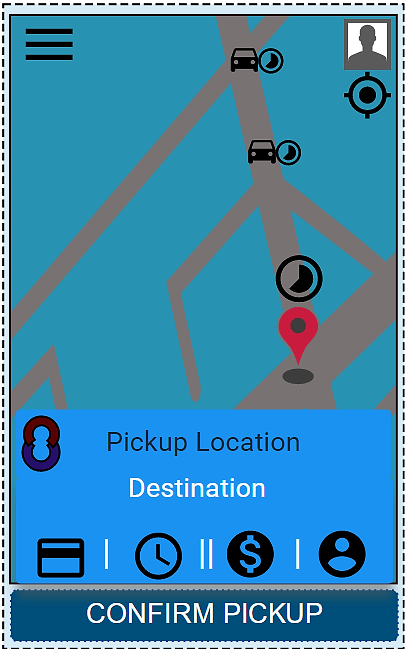 Pickup Location
Destination
| || |
CONFIRM PICKUP